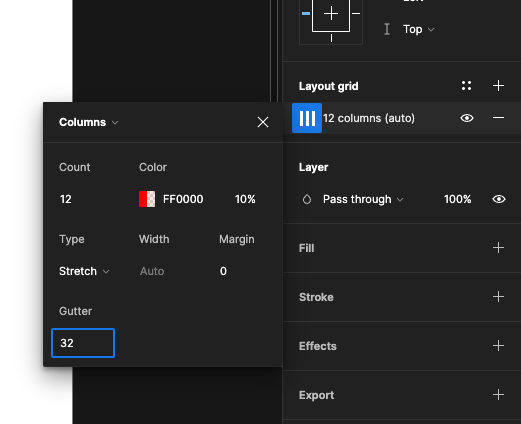 Top
Layout grid
12 columns (auto)
Columns
Count
Color
12
FF0000
10%
Type
Width
Margin
Stretch
Auto
0
Gutter
32
Layer
Pass through
100%
Fill
Stroke
Effects
Export